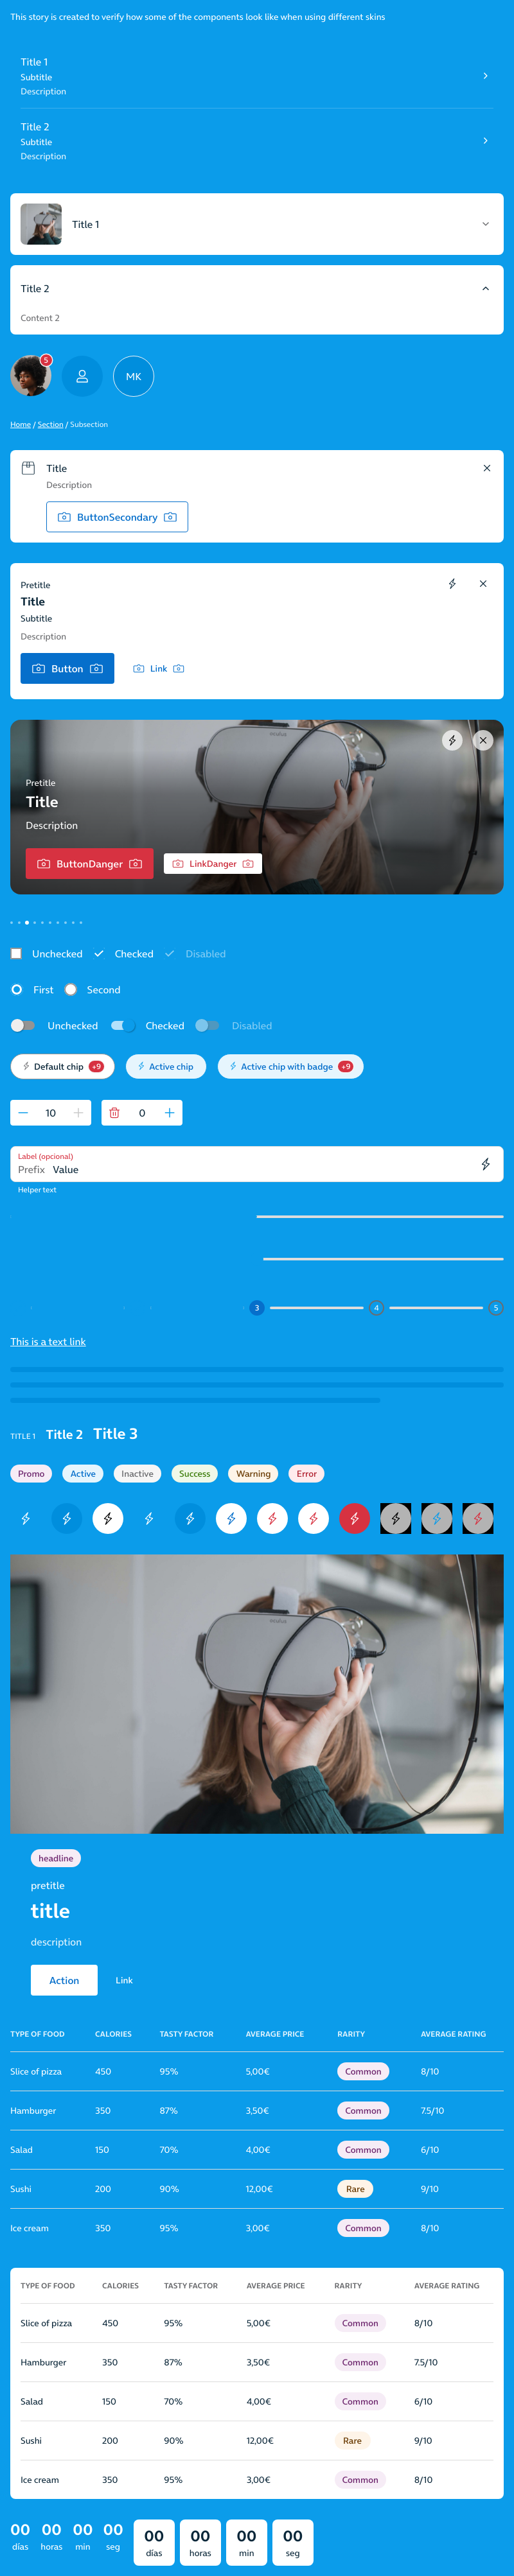 This story is created to verify how some of the components look like when using different skins
Title 1
Subtitle
Description
Title 2
Subtitle
Description
Title 1
Title 2
Content 2
5
MK
Home / Section / Subsection
Title
Description
ButtonSecondary
Pretitle
Title
Subtitle
Description
Button Link
oculus
Pretitle
Title
Description
ButtonDanger LinkDanger
Unchecked Checked Disabled
First Second
Unchecked Checked Disabled
Default chip +9 Active chip Active chip with badge +9
10 0
Label (optional)
Prefix Value
Helper text
3 4 5
This is a text link
TITLE 1 Title 2 Title 3
Promo Active Inactive Success Warning Error
oculus
headline
pretitle
title
description
Action Link
TYPE OF FOOD CALORIES TASTY FACTOR AVERAGE PRICE RARITY AVERAGE RATING
Slice of pizza 450 95% 5,00€ Common 8/10
Hamburger 350 87% 3,50€ Common 7.5/10
Salad 150 70% 4,00€ Common 6/10
Sushi 200 90% 12,00€ Rare 9/10
Ice cream 350 95% 3,00€ Common 8/10
TYPE OF FOOD CALORIES TASTY FACTOR AVERAGE PRICE RARITY AVERAGE RATING
Slice of pizza 450 95% 5,00€ Common 8/10
Hamburger 350 87% 3,50€ Common 7.5/10
Salad 150 70% 4,00€ Common 6/10
Sushi 200 90% 12,00€ Rare 9/10
Ice cream 350 95% 3,00€ Common 8/10
00 00 00 00 00 00 00 00
días horas min seg días horas min seg